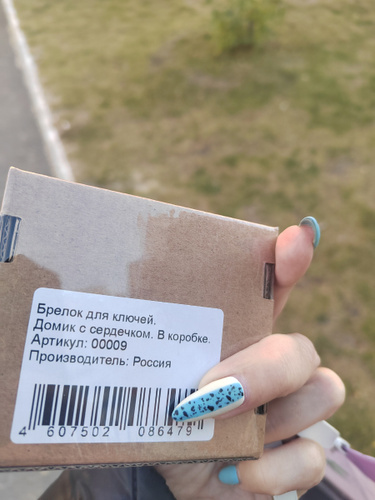 Брелок для ключей.
Домик с сердечком. В коробке.
Артикул: 00009
Производитель: Россия
4 607502 086479